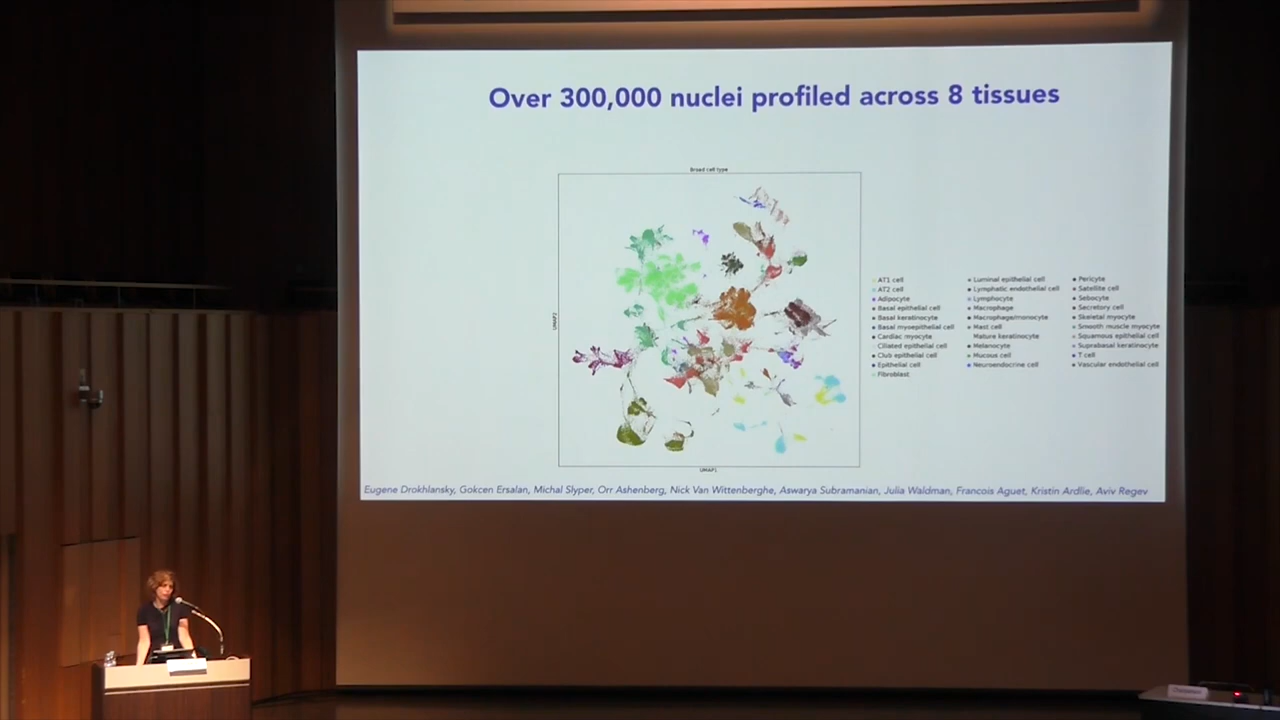 Over 300,000 nuclei profiled across 8 tissues
Broad cell type
UMAP2
UMAP1
AT1 cell
AT2 cell
Adipocyte
Basal epithelial cell
Basal keratinocyte
Basal myoepithelial cell
Cardiac myocyte
Ciliated epithelial cell
Club epithelial cell
Epithelial cell
Fibroblast
Luminal epithelial cell
Lymphatic endothelial cell
Lymphocyte
Macrophage
Macrophage/monocyte
Mast cell
Mature keratinocyte
Melanocyte
Mucous cell
Neuroendocrine cell
Pericyte
Satellite cell
Sebocyte
Secretory cell
Skeletal myocyte
Smooth muscle myocyte
Squamous epithelial cell
Suprabasal keratinocyte
T cell
Vascular endothelial cell
Eugene Drokhlansky, Gokcen Ersalan, Michal Slyper, Orr Ashenberg, Nick Van Wittenberghe, Aswarya Subramanian, Julia Waldman, Francois Aguet, Kristin Ardlie, Aviv Regev